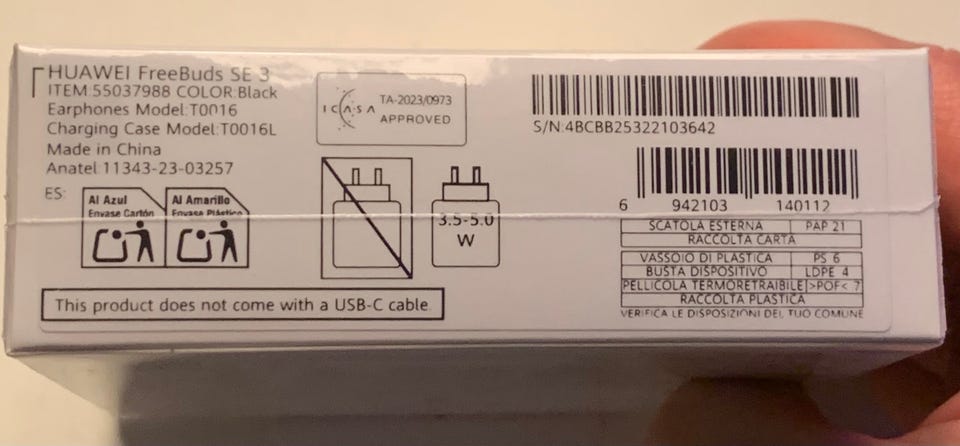 HUAWEI FreeBuds SE 3
ITEM:55037988 COLOR:Black
Earphones Model:T0016
Charging Case Model:T0016L
Made in China
Anatel:11343-23-03257
ICASA
TA-2023/0973
APPROVED
S/N:4BCBB25322103642
6 942103 140112
ES:
Al Azul
Envase Cartón
Al Amarillo
Envase Plástico
3.5-5.0
W
This product does not come with a USB-C cable.
SCATOLA ESTERNA PAP 21
RACCOLTA CARTA
VASSOIO DI PLASTICA PS 6
BUSTA DISPOSITIVO LDPE 4
PELLICOLA TERMORETRAIBILE >POF< 7
RACCOLTA PLASTICA
VERIFICA LE DISPOSIZIONI DEL TUO COMUNE